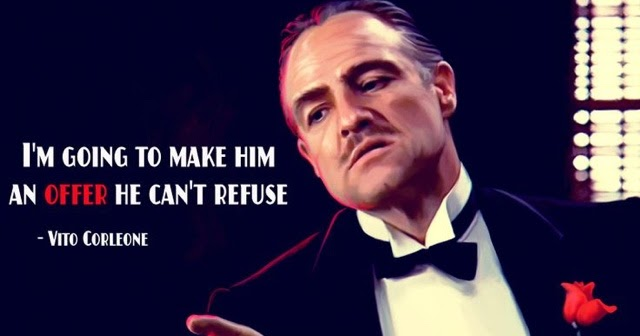 I'M GOING TO MAKE HIM
AN OFFER HE CAN'T REFUSE
- VITO CORLEONE